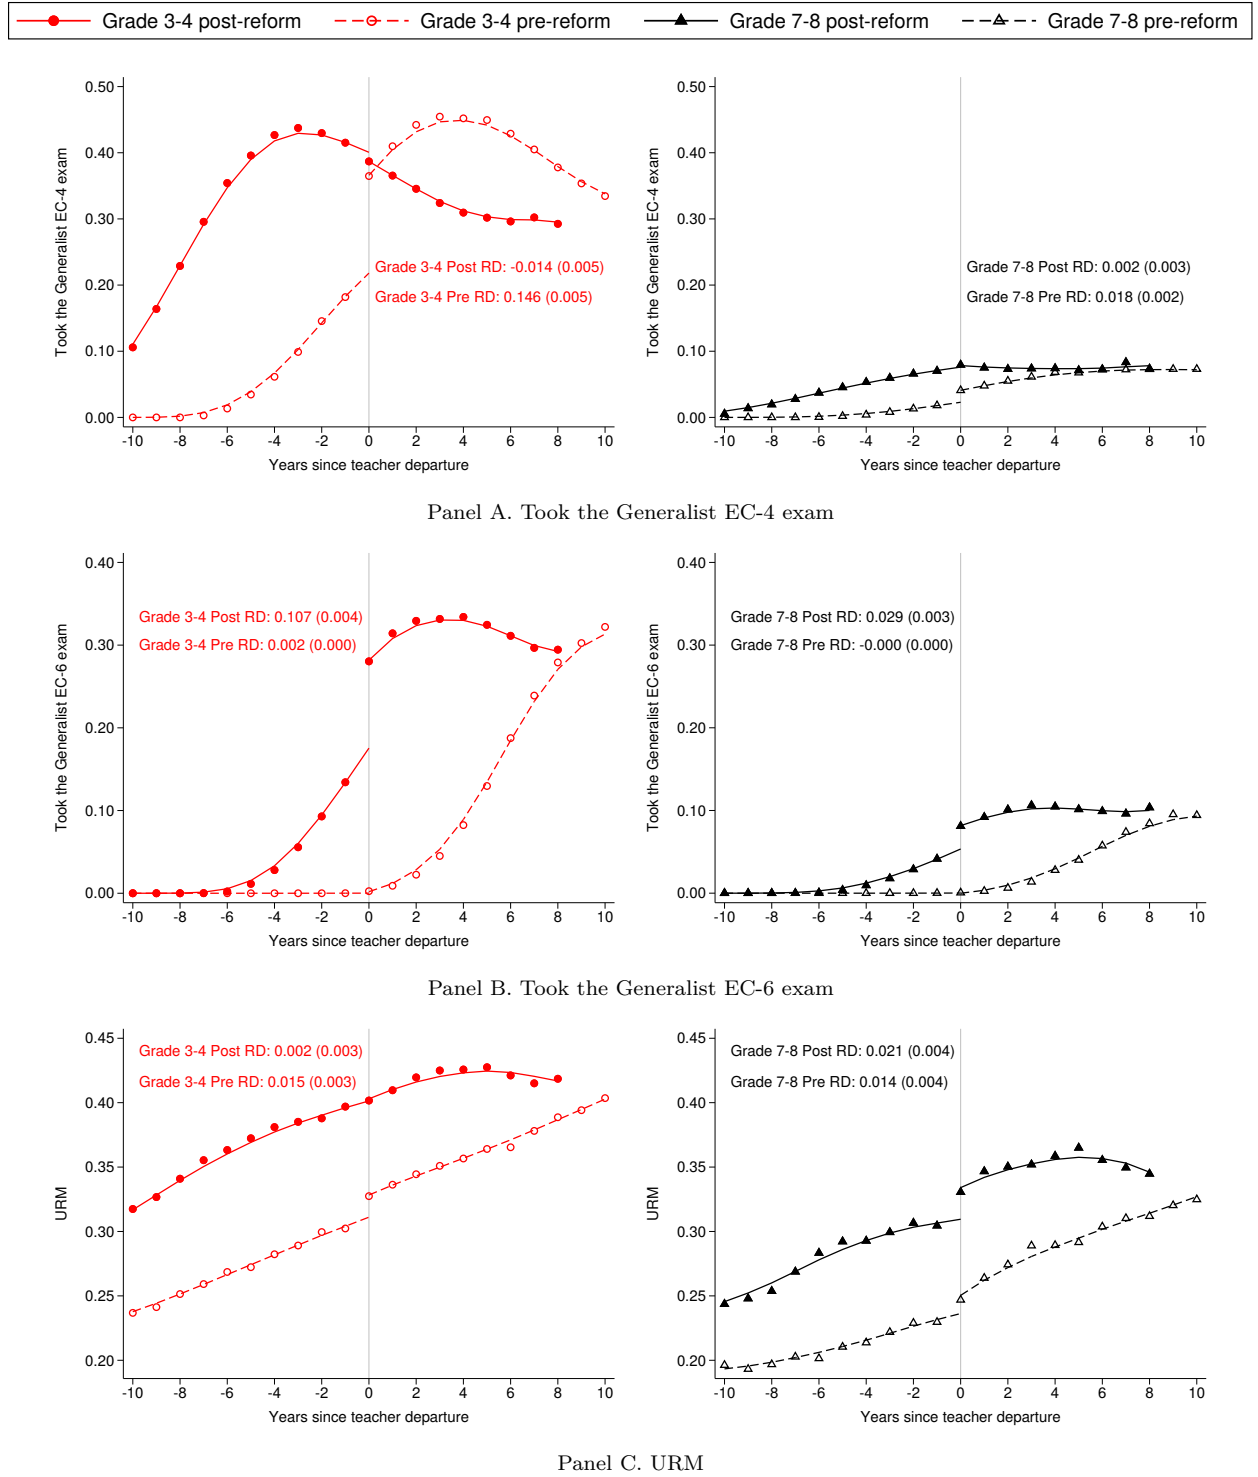 Grade 3-4 post-reform Grade 3-4 pre-reform Grade 7-8 post-reform Grade 7-8 pre-reform
Took the Generalist EC-4 exam
0.50
0.40
0.30
0.20
0.10
0.00
Grade 3-4 Post RD: -0.014 (0.005)
Grade 3-4 Pre RD: 0.146 (0.005)
-10 -8 -6 -4 -2 0 2 4 6 8 10
Years since teacher departure
Took the Generalist EC-4 exam
0.50
0.40
0.30
0.20
0.10
0.00
Grade 7-8 Post RD: 0.002 (0.003)
Grade 7-8 Pre RD: 0.018 (0.002)
-10 -8 -6 -4 -2 0 2 4 6 8 10
Years since teacher departure
Panel A. Took the Generalist EC-4 exam
Took the Generalist EC-6 exam
0.40
0.30
0.20
0.10
0.00
Grade 3-4 Post RD: 0.107 (0.004)
Grade 3-4 Pre RD: 0.002 (0.000)
-10 -8 -6 -4 -2 0 2 4 6 8 10
Years since teacher departure
Took the Generalist EC-6 exam
0.40
0.30
0.20
0.10
0.00
Grade 7-8 Post RD: 0.029 (0.003)
Grade 7-8 Pre RD: -0.000 (0.000)
-10 -8 -6 -4 -2 0 2 4 6 8 10
Years since teacher departure
Panel B. Took the Generalist EC-6 exam
URM
0.45
0.40
0.35
0.30
0.25
0.20
Grade 3-4 Post RD: 0.002 (0.003)
Grade 3-4 Pre RD: 0.015 (0.003)
-10 -8 -6 -4 -2 0 2 4 6 8 10
Years since teacher departure
URM
0.45
0.40
0.35
0.30
0.25
0.20
Grade 7-8 Post RD: 0.021 (0.004)
Grade 7-8 Pre RD: 0.014 (0.004)
-10 -8 -6 -4 -2 0 2 4 6 8 10
Years since teacher departure
Panel C. URM